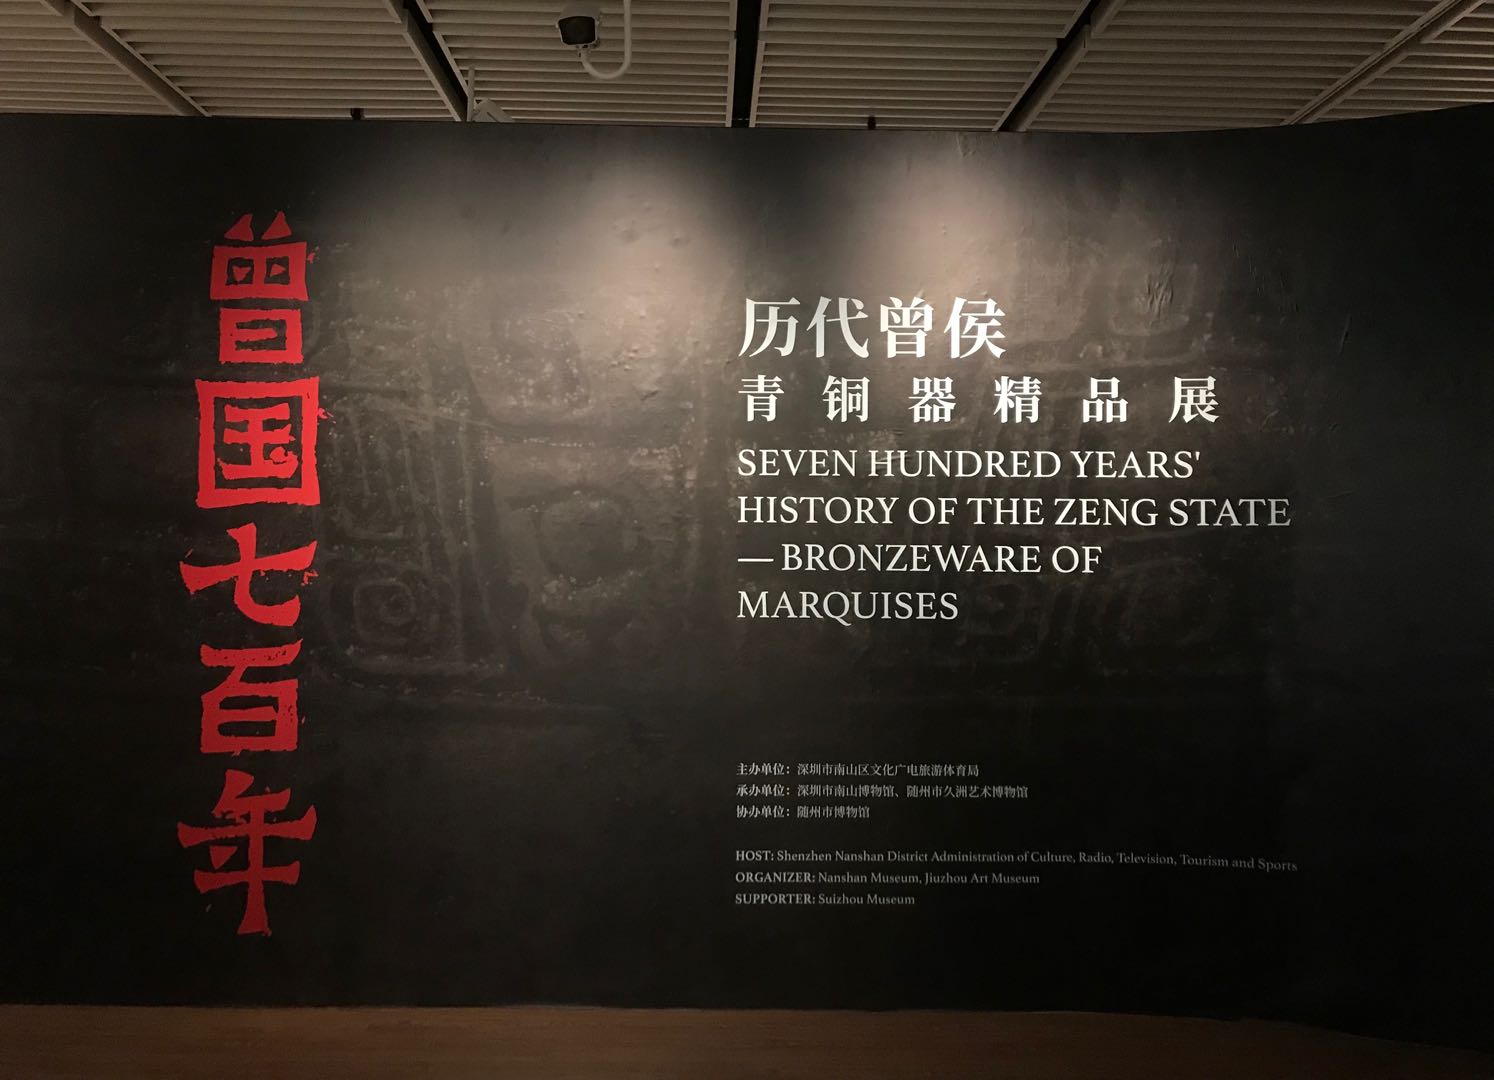 曾国七百年
历代曾侯
青铜器精品展
SEVEN HUNDRED YEARS'
HISTORY OF THE ZENG STATE
— BRONZEWARE OF
MARQUISES
主办单位：深圳市南山区文化广电旅游体育局
承办单位：深圳市南山博物馆、随州市久洲艺术博物馆
协办单位：随州市博物馆
HOST: Shenzhen Nanshan District Administration of Culture, Radio, Television, Tourism and Sports
ORGANIZER: Nanshan Museum, Jiuzhou Art Museum
SUPPORTER: Suizhou Museum